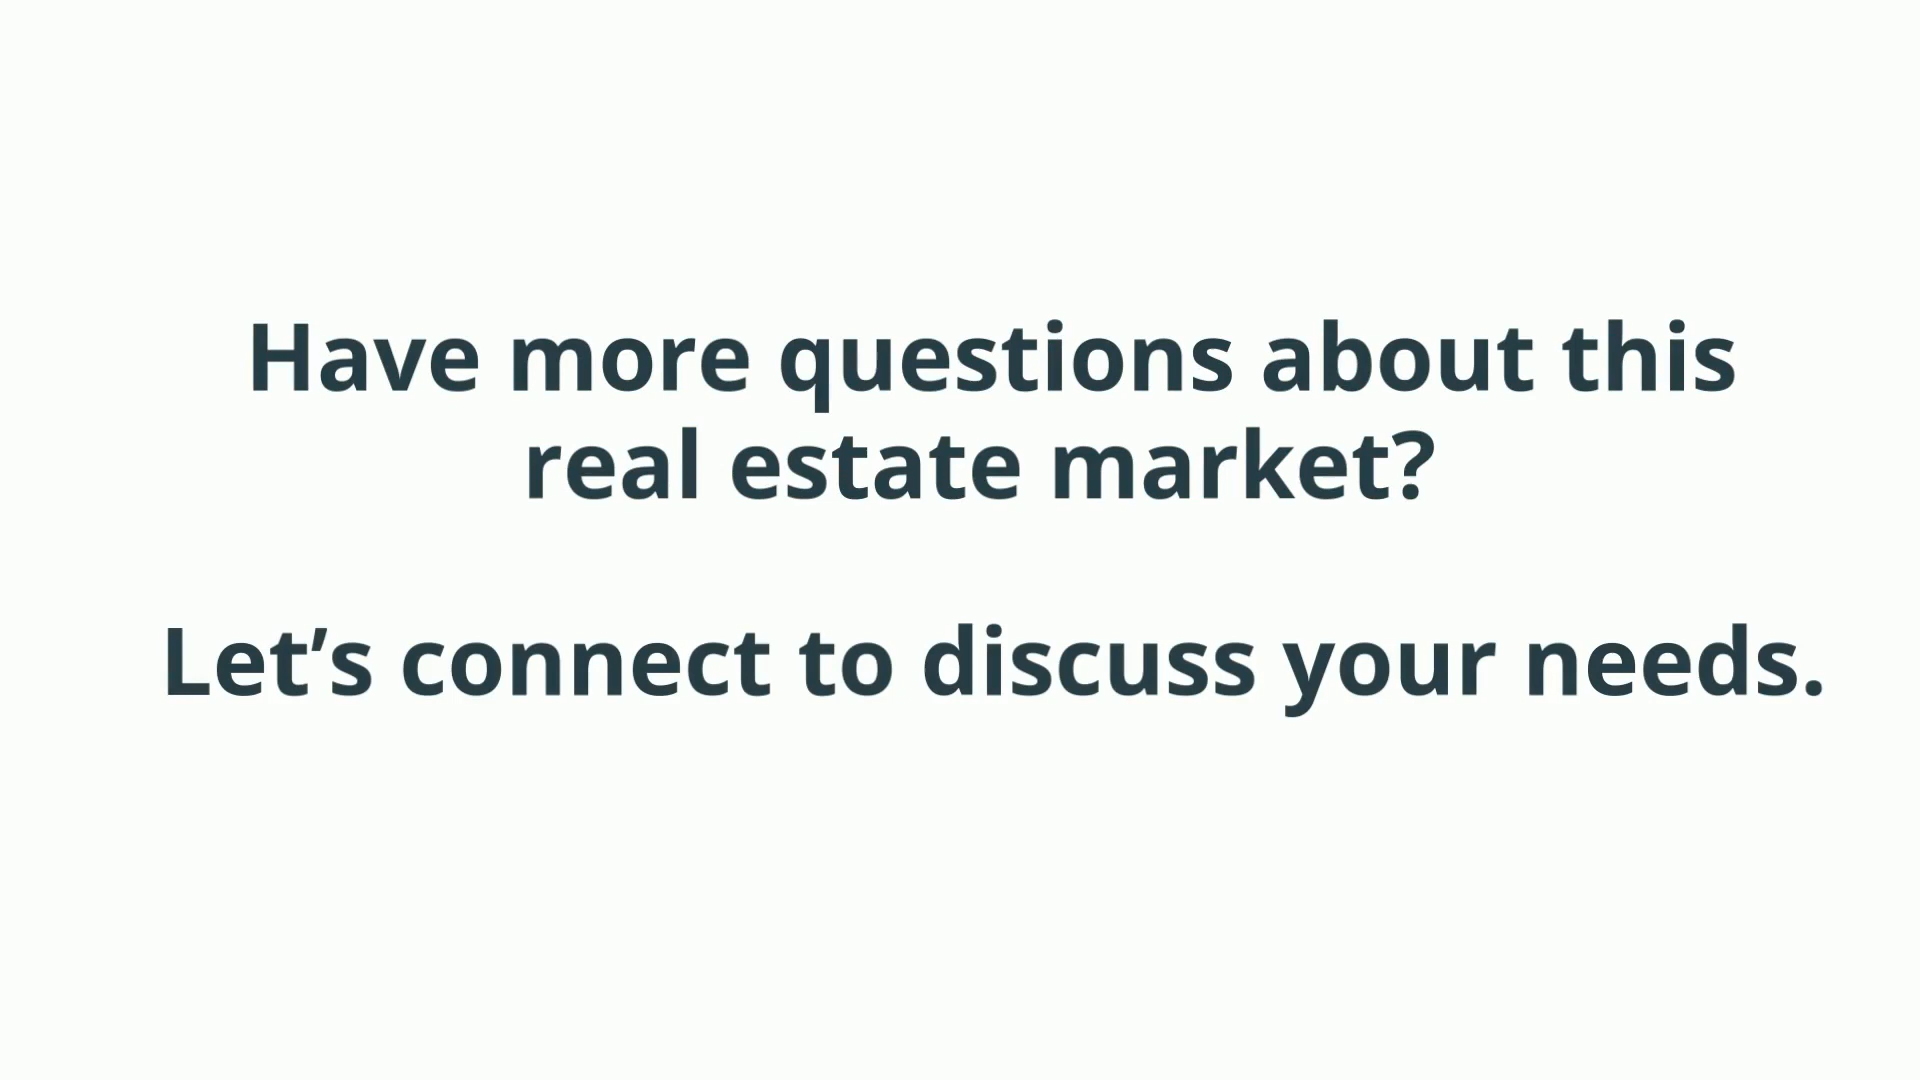 Have more questions about this
real estate market?
Let’s connect to discuss your needs.